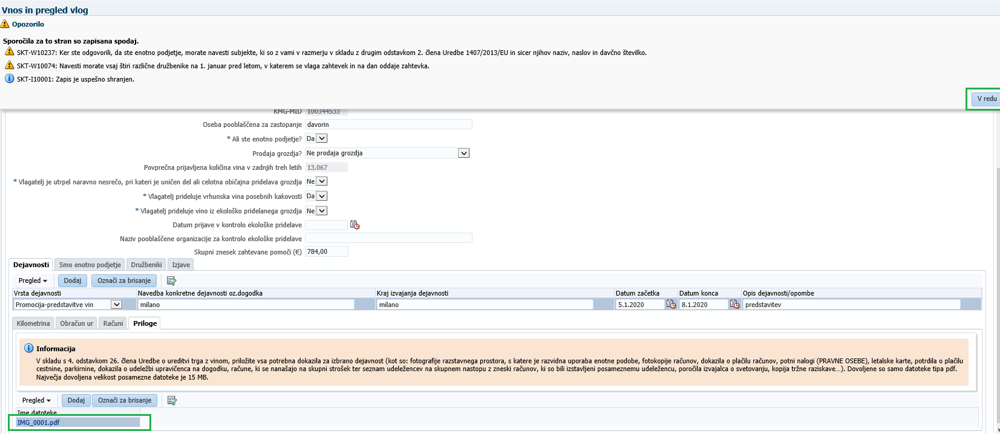 Vnos in pregled vlog
Opozorilo
Sporočila za to stran so zapisana spodaj.
SKT-W10237: Ker ste odgovorili, da ste enotno podjetje, morate navesti subjekte, ki so z vami v razmerju v skladu z drugim odstavkom 2. člena Uredbe 1407/2013/EU in sicer njihov naziv, naslov in davčno številko.
SKT-W10074: Navesti morate vsaj štiri različne družbenike na 1. januar pred letom, v katerem se vlaga zahtevek in na dan oddaje zahtevka.
SKT-I10001: Zapis je uspešno shranjen.
V redu
KMG-MID 100344533
Oseba pooblaščena za zastopanje davorin
* Ali ste enotno podjetje? Da
Prodaja grozdja? Ne prodaja grozdja
Povprečna prijavljena količina vina v zadnjih treh letih 13.067
* Vlagatelj je utrpel naravno nesrečo, pri kateri je uničen del ali celotna običajna pridelava grozdja Ne
* Vlagatelj prideluje vrhunska vina posebnih kakovosti Da
* Vlagatelj prideluje vino iz ekološko pridelanega grozdja Ne
Datum prijave v kontrolo ekološke pridelave
Naziv pooblaščene organizacije za kontrolo ekološke pridelave
Skupni znesek zahtevane pomoči (€) 784,00
Dejavnosti Smo enotno podjetje Družbeniki Izjave
Pregled Dodaj Označi za brisanje
Vrsta dejavnosti Navedba konkretne dejavnosti oz.dogodka Kraj izvajanja dejavnosti Datum začetka Datum konca Opis dejavnosti/opombe
Promocija-predstavitve vin milano milano 5.1.2020 8.1.2020 predstavitev
Kilometrina Obračun ur Računi Priloge
Informacija
V skladu s 4. odstavkom 26. člena Uredbe o ureditvi trga z vinom, priložite vsa potrebna dokazila za izbrano dejavnost (kot so: fotografije razstavnega prostora, s katere je razvidna uporaba enotne podobe, fotokopije računov, dokazila o plačilu računov, potni nalogi (PRAVNE OSEBE), letalske karte, potrdila o plačilu
cestnine, parkirnine, dokazila o udeležbi upravičenca na dogodku, račune, ki se nanašajo na skupni strošek ter seznam udeležencev na skupnem nastopu z zneski računov, ki so bili izstavljeni posameznemu udeležencu, poročila izvajalca o svetovanju, kopija tržne raziskave...). Dovoljene so samo datoteke tipa pdf.
Največja dovoljena velikost posamezne datoteke je 15 MB.
Pregled Dodaj Označi za brisanje
Ime datoteke
IMG_0001.pdf